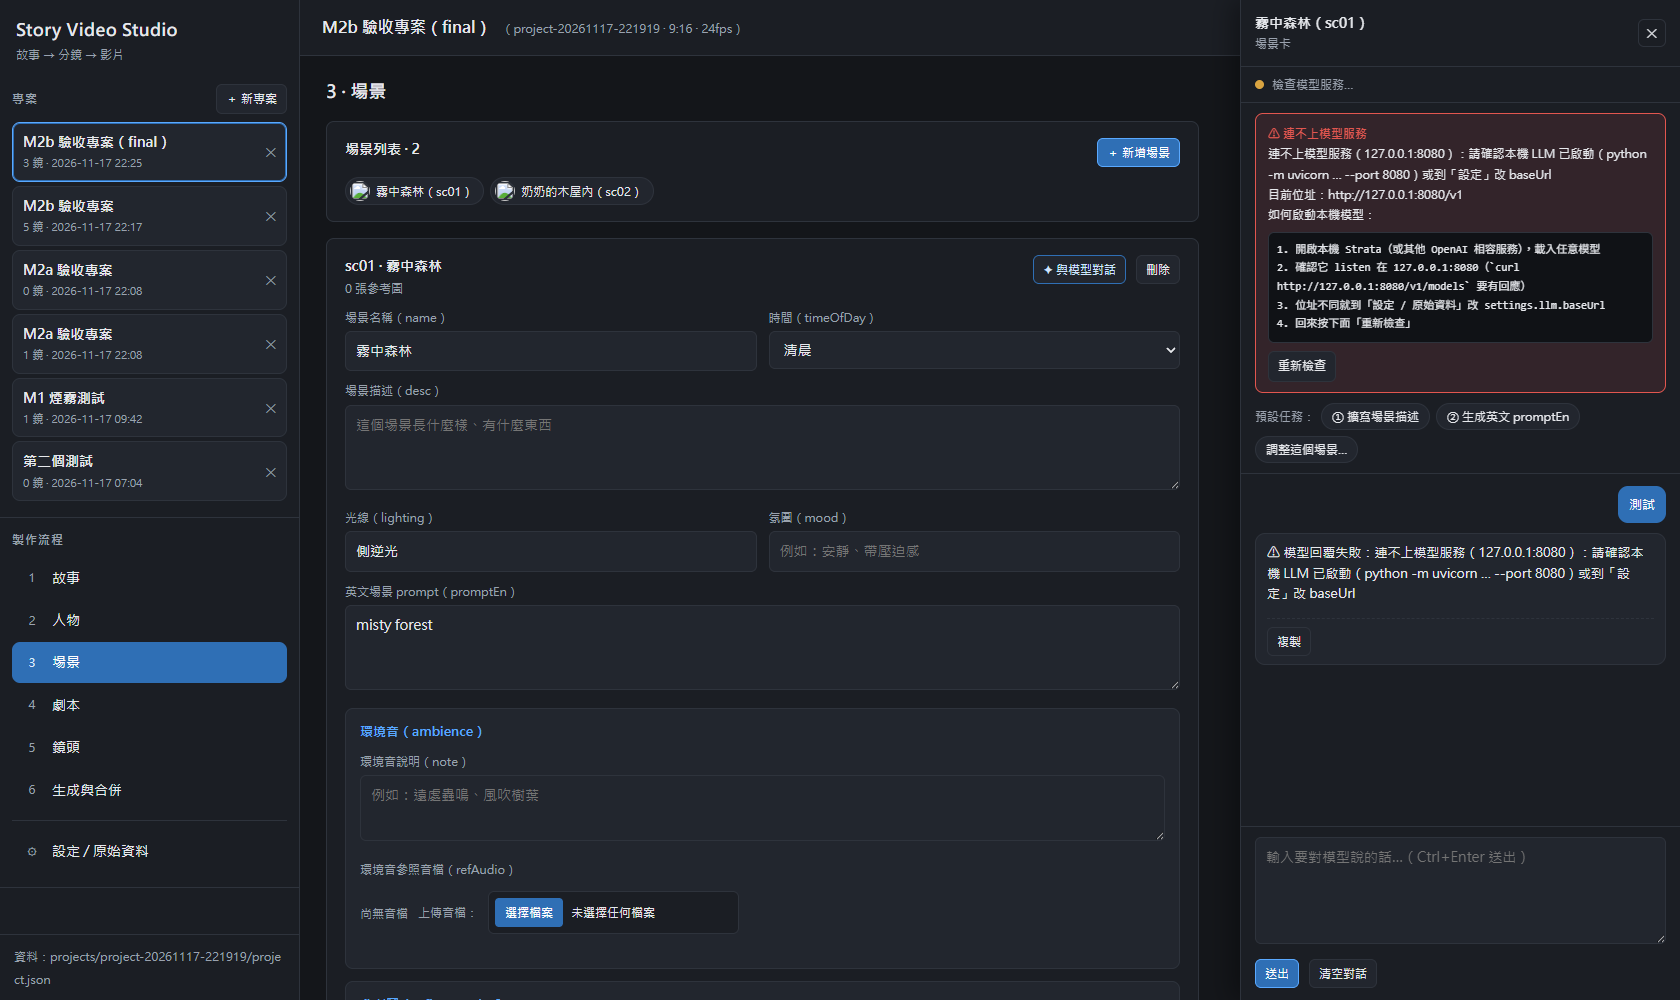 Story Video Studio
故事 → 分鏡 → 影片
專案
+ 新專案
M2b 驗收專案（final）
3 鏡 · 2026-11-17 22:25
M2b 驗收專案
5 鏡 · 2026-11-17 22:17
M2a 驗收專案
0 鏡 · 2026-11-17 22:08
M2a 驗收專案
1 鏡 · 2026-11-17 22:08
M1 煙霧測試
1 鏡 · 2026-11-17 09:42
第二個測試
0 鏡 · 2026-11-17 07:04
製作流程
1 故事
2 人物
3 場景
4 劇本
5 鏡頭
6 生成與合併
設定 / 原始資料
資料：projects/project-20261117-221919/proje
ct.json
M2b 驗收專案（final）（project-20261117-221919 · 9:16 · 24fps）
3 · 場景
場景列表 · 2
+ 新增場景
霧中森林（sc01）
奶奶的木屋內（sc02）
sc01 · 霧中森林
0 張參考圖
✦ 與模型對話
刪除
場景名稱（name）
霧中森林
時間（timeOfDay）
清晨
場景描述（desc）
這個場景長什麼樣、有什麼東西
光線（lighting）
側逆光
氛圍（mood）
例如：安靜、帶壓迫感
英文場景 prompt（promptEn）
misty forest
環境音（ambience）
環境音說明（note）
例如：遠處蟲鳴、風吹樹葉
環境音參照音檔（refAudio）
尚無音檔 上傳音檔： 選擇檔案 未選擇任何檔案
霧中森林（sc01）
場景卡
✕
檢查模型服務…
⚠ 連不上模型服務
連不上模型服務（127.0.0.1:8080）：請確認本機 LLM 已啟動（python
-m uvicorn … --port 8080）或到「設定」改 baseUrl
目前位址：http://127.0.0.1:8080/v1
如何啟動本機模型：
1. 開啟本機 Strata（或其他 OpenAI 相容服務），載入任意模型
2. 確認它 listen 在 127.0.0.1:8080（`curl
http://127.0.0.1:8080/v1/models` 要有回應）
3. 位址不同就到「設定 / 原始資料」改 settings.llm.baseUrl
4. 回來按下面「重新檢查」
重新檢查
預設任務： ① 擴寫場景描述 ② 生成英文 promptEn
調整這個場景…
測試
⚠ 模型回覆失敗：連不上模型服務（127.0.0.1:8080）：請確認本
機 LLM 已啟動（python -m uvicorn … --port 8080）或到「設
定」改 baseUrl
複製
輸入要對模型說的話…（Ctrl+Enter 送出）
送出
清空對話